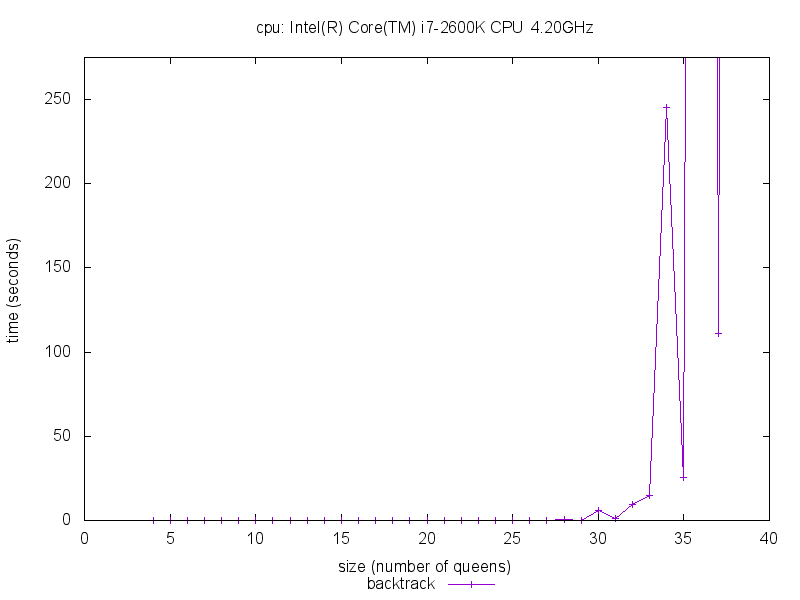 cpu: Intel(R) Core(TM) i7-2600K CPU 4.20GHz
250
200
150
100
50
0
time (seconds)
0 5 10 15 20 25 30 35 40
size (number of queens)
backtrack